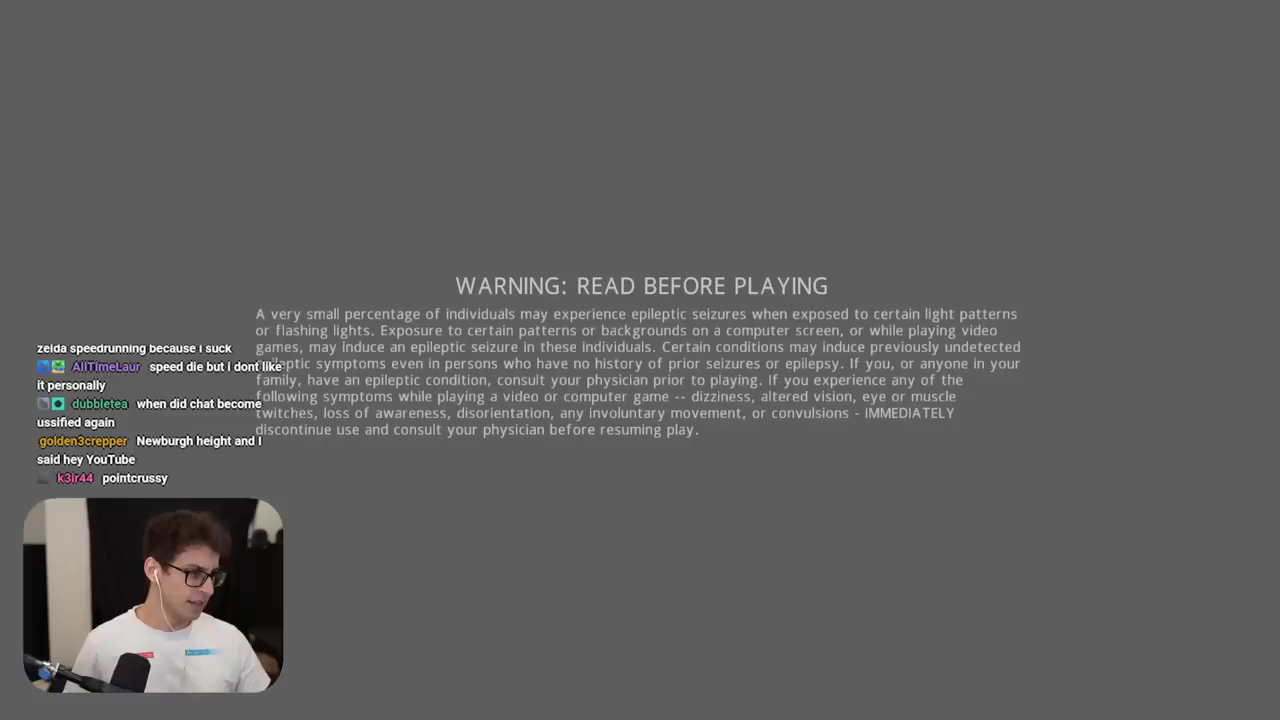 WARNING: READ BEFORE PLAYING
A very small percentage of individuals may experience epileptic seizures when exposed to certain light patterns
or flashing lights. Exposure to certain patterns or backgrounds on a computer screen, or while playing video
games, may induce an epileptic seizure in these individuals. Certain conditions may induce previously undetected
epileptic symptoms even in persons who have no history of prior seizures or epilepsy. If you, or anyone in your
family, have an epileptic condition, consult your physician prior to playing. If you experience any of the
following symptoms while playing a video or computer game -- dizziness, altered vision, eye or muscle
twitches, loss of awareness, disorientation, any involuntary movement, or convulsions - IMMEDIATELY
discontinue use and consult your physician before resuming play.
zelda speedrunning because i suck
AllTimeLaur speed die but i dont like
it personally
dubbletea when did chat become
ussified again
golden3crepper Newburgh height and I
said hey YouTube
k3ir44 pointcrussy